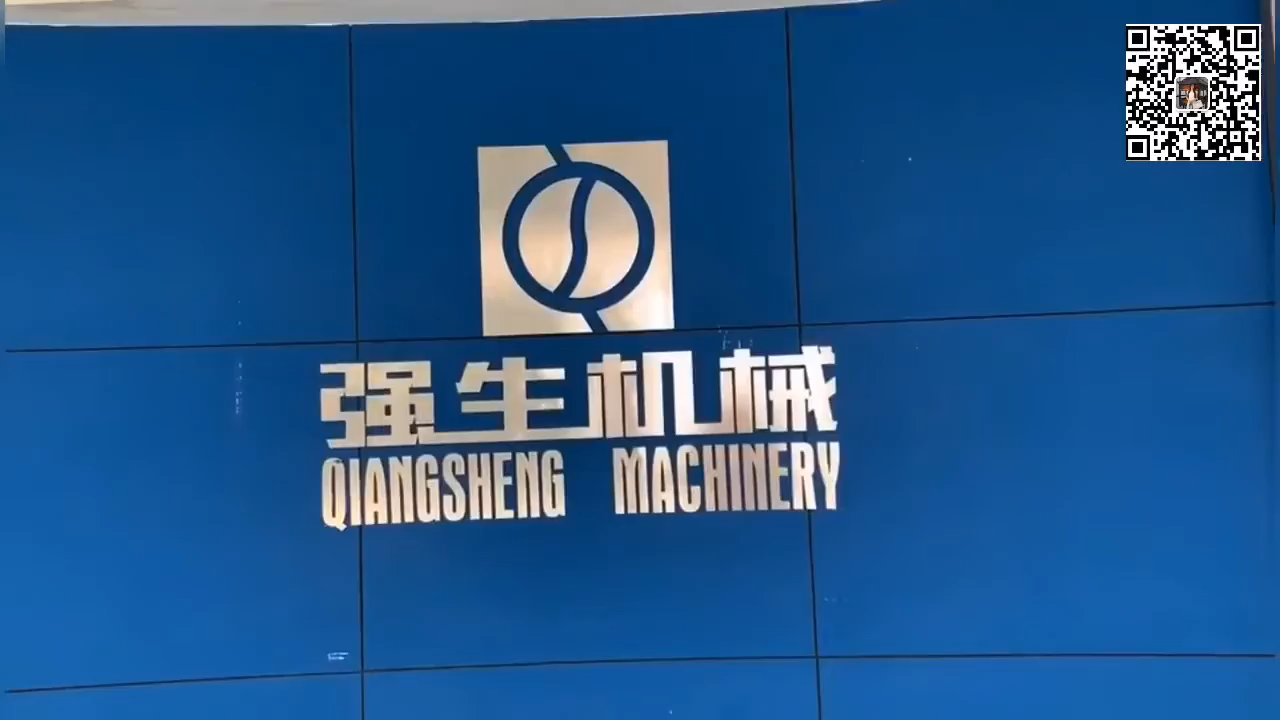 强生机械
QIANGSHENG MACHINERY